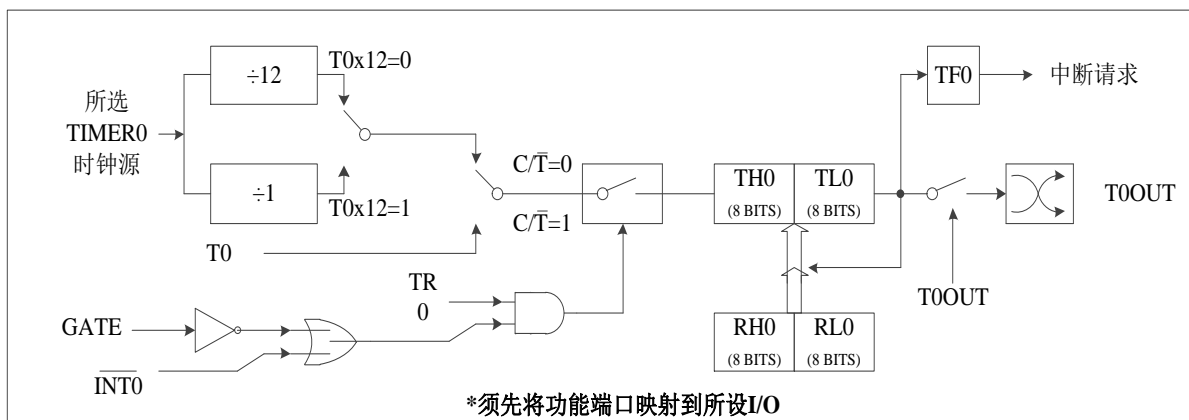 ÷12
T0x12=0
所选
TIMER0
时钟源
÷1
T0x12=1
C/T̅=0
C/T̅=1
T0
TR
0
GATE
I̅N̅T̅0̅
TH0
(8 BITS)
TL0
(8 BITS)
RH0
(8 BITS)
RL0
(8 BITS)
TF0
中断请求
T0OUT
T0OUT
*须先将功能端口映射到所设I/O